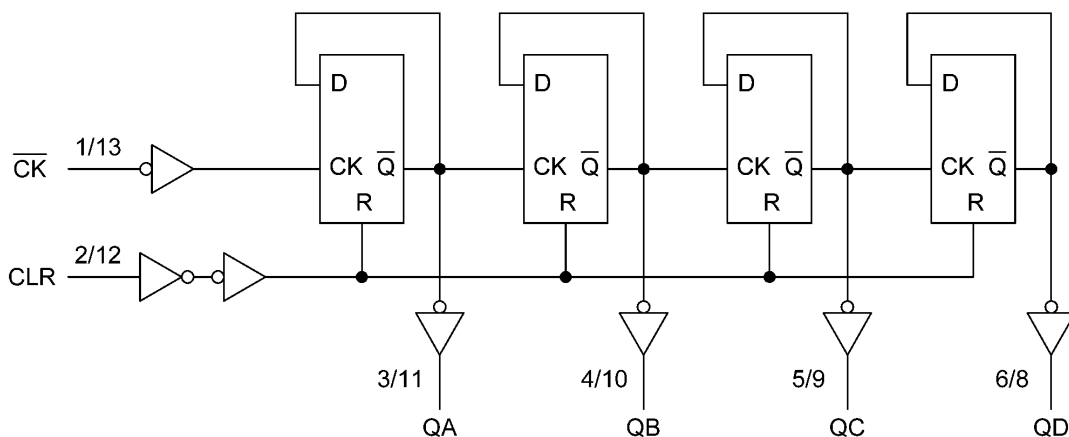 D D D D
C̅K̅ 1/13 CK Q̅ CK Q̅ CK Q̅ CK Q̅
R R R R
CLR 2/12
3/11 4/10 5/9 6/8
QA QB QC QD